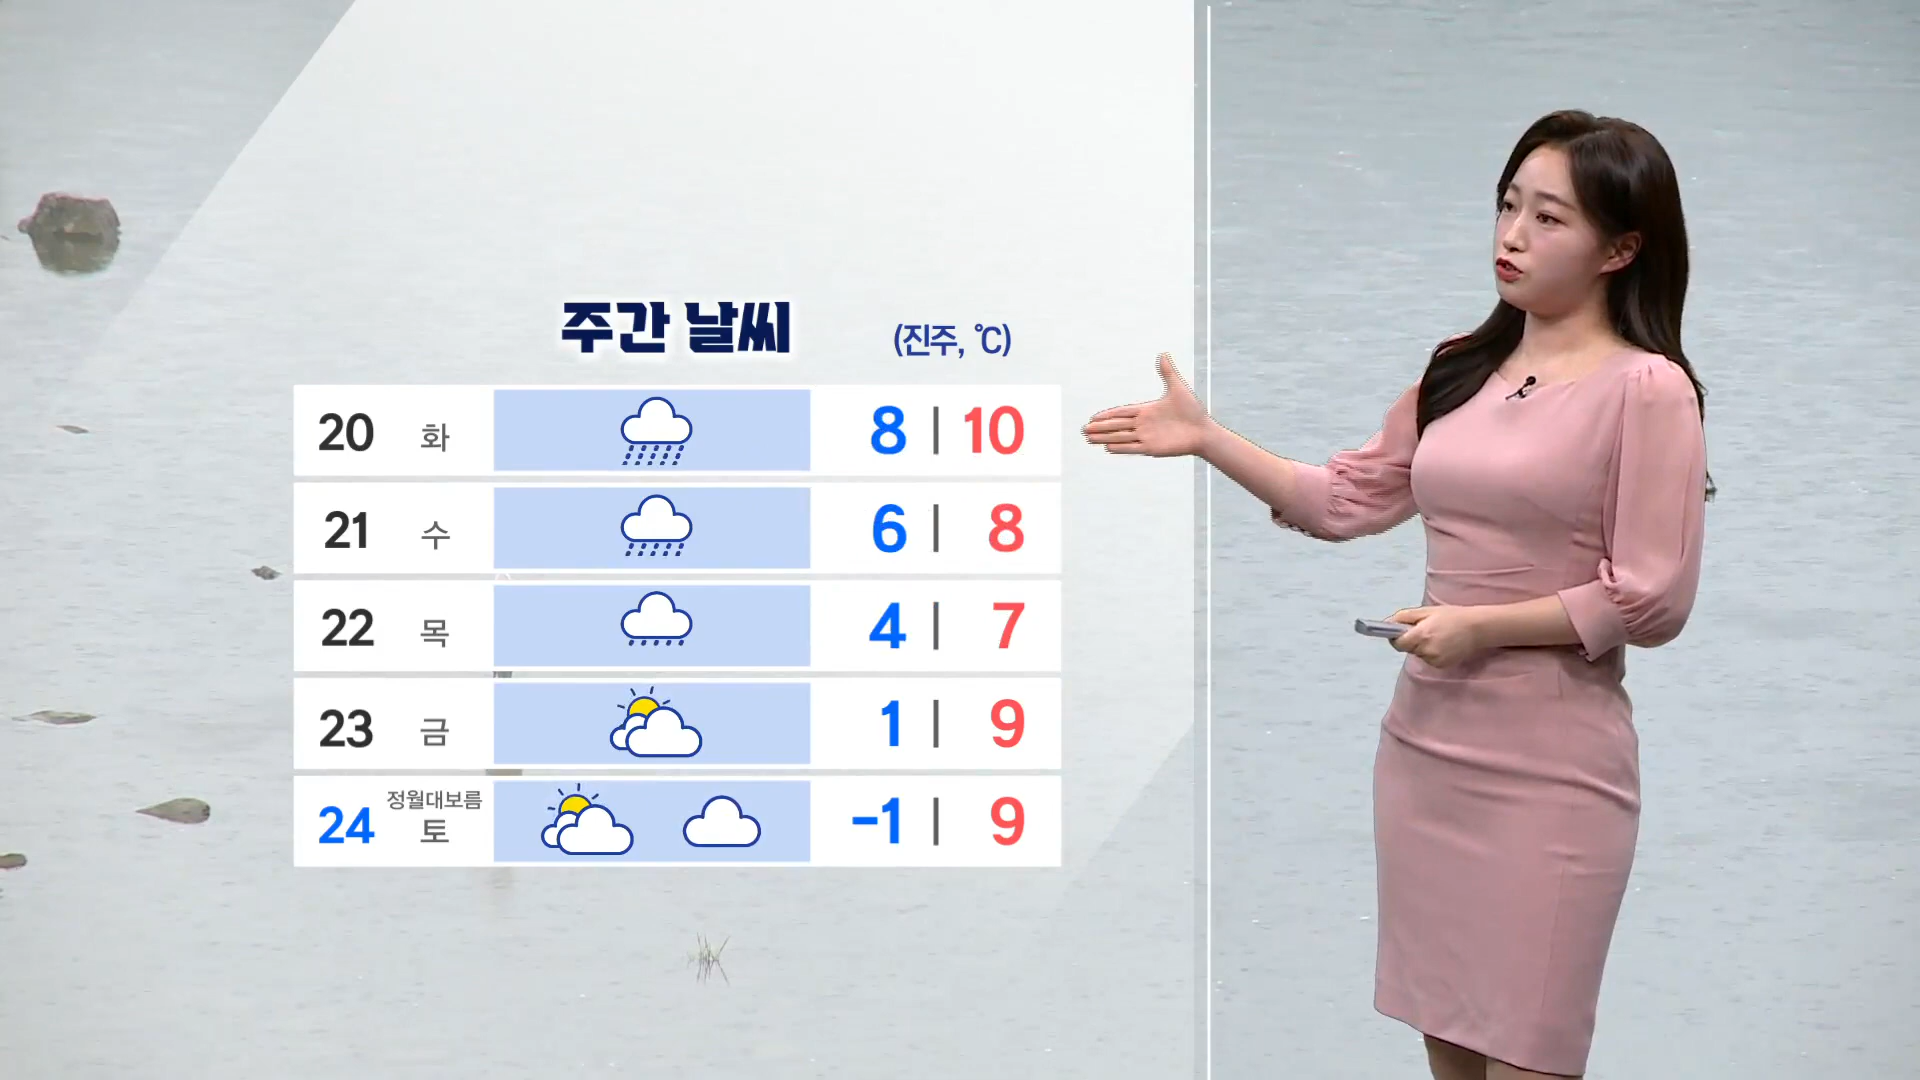 주간 날씨 (진주, ℃)
20 화 8 | 10
21 수 6 | 8
22 목 4 | 7
23 금 1 | 9
정월대보름
24 토 -1 | 9